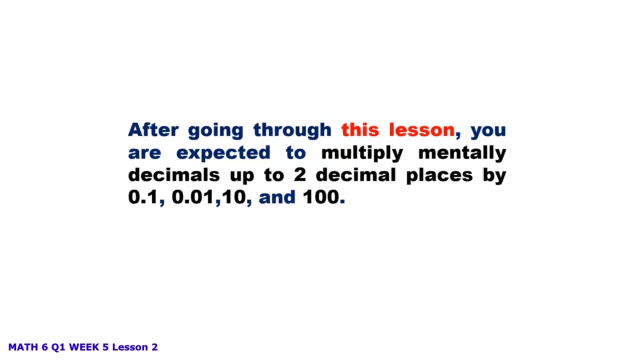 After going through this lesson, you
are expected to multiply mentally
decimals up to 2 decimal places by
0.1, 0.01,10, and 100.
MATH 6 Q1 WEEK 5 Lesson 2